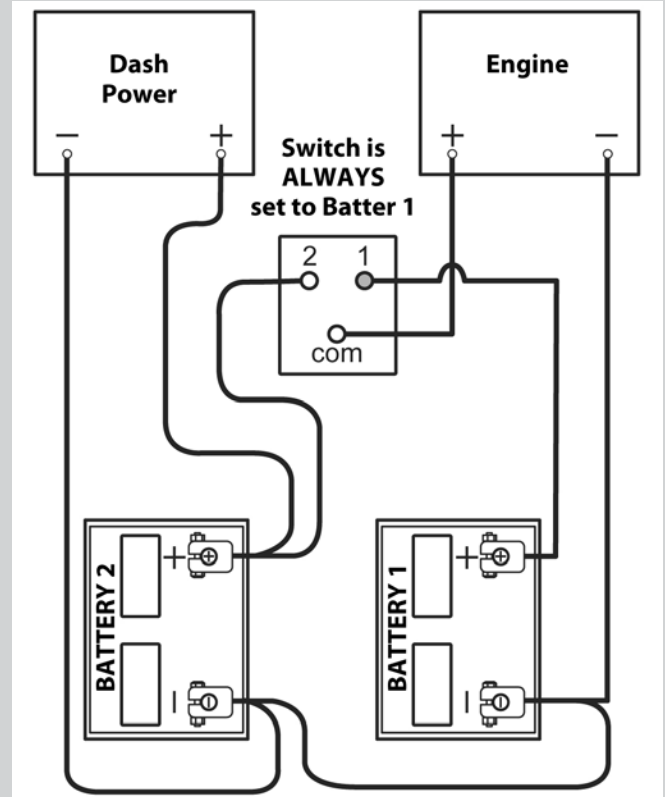 Dash
Power
− +
Engine
+ −
Switch is
ALWAYS
set to Batter 1
2 1
com
BATTERY 2
+
−
BATTERY 1
+
−